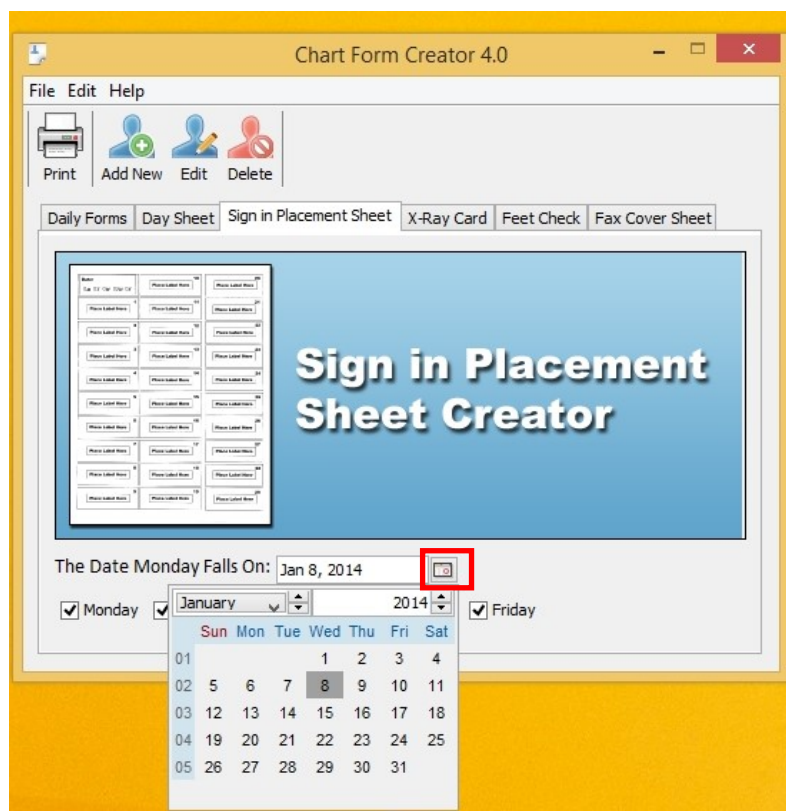 Chart Form Creator 4.0
File Edit Help
Print Add New Edit Delete
Daily Forms Day Sheet Sign in Placement Sheet X-Ray Card Feet Check Fax Cover Sheet
Sign in Placement
Sheet Creator
The Date Monday Falls On: Jan 8, 2014
Monday Friday
January 2014
Sun Mon Tue Wed Thu Fri Sat
01 1 2 3 4
02 5 6 7 8 9 10 11
03 12 13 14 15 16 17 18
04 19 20 21 22 23 24 25
05 26 27 28 29 30 31